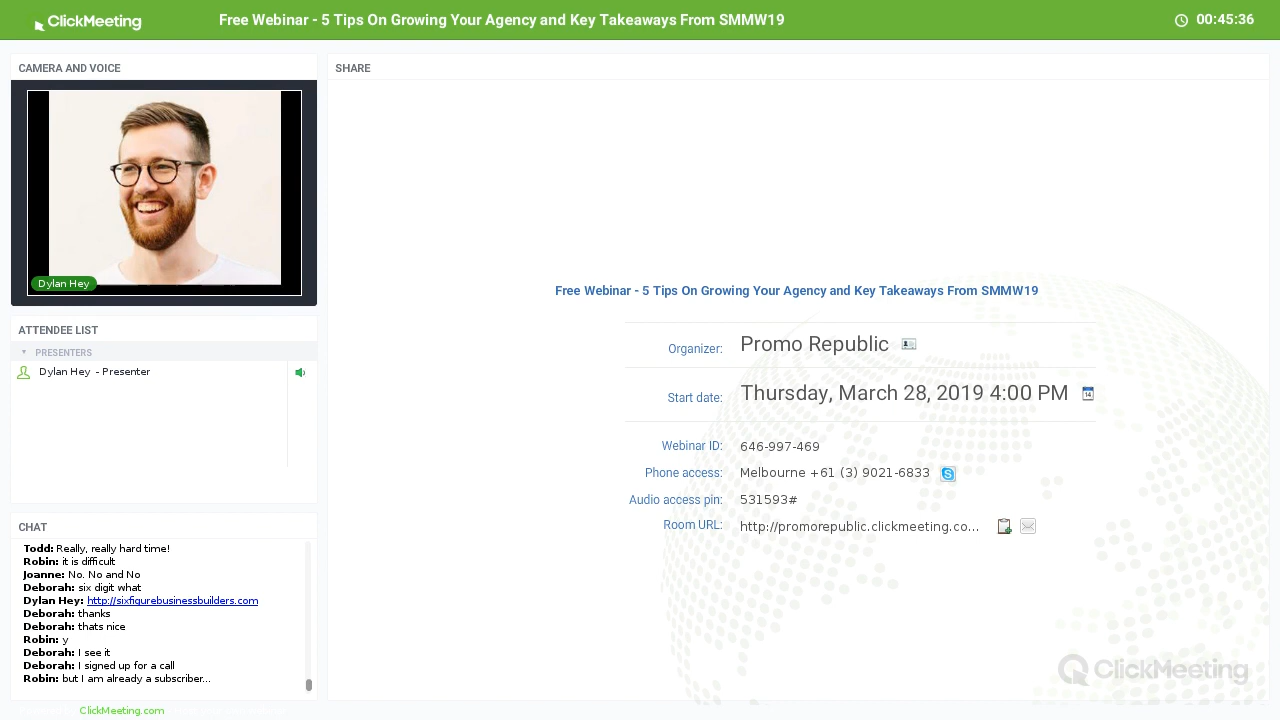 ClickMeeting
Free Webinar - 5 Tips On Growing Your Agency and Key Takeaways From SMMW19
00:45:36
CAMERA AND VOICE
Dylan Hey
ATTENDEE LIST
PRESENTERS
Dylan Hey - Presenter
CHAT
Todd: Really, really hard time!
Robin: it is difficult
Joanne: No. No and No
Deborah: six digit what
Dylan Hey: http://sixfigurebusinessbuilders.com
Deborah: thanks
Deborah: thats nice
Robin: y
Deborah: I see it
Deborah: I signed up for a call
Robin: but I am already a subscriber...
ClickMeeting.com
SHARE
Free Webinar - 5 Tips On Growing Your Agency and Key Takeaways From SMMW19
Organizer: Promo Republic
Start date: Thursday, March 28, 2019 4:00 PM
14
Webinar ID: 646-997-469
Phone access: Melbourne +61 (3) 9021-6833
Audio access pin: 531593#
Room URL: http://promorepublic.clickmeeting.co...
ClickMeeting